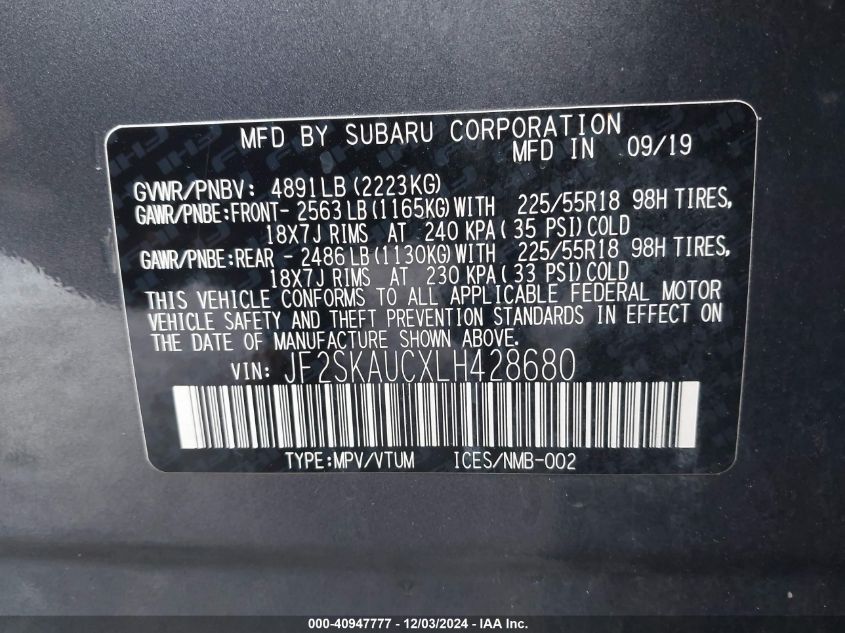 MFD BY SUBARU CORPORATION
MFD IN 09/19
GVWR/PNBV: 4891LB (2223KG)
GAWR/PNBE:FRONT- 2563LB (1165KG) WITH 225/55R18 98H TIRES,
18X7J RIMS AT 240 KPA ( 35 PSI) COLD
GAWR/PNBE:REAR - 2486LB (1130KG) WITH 225/55R18 98H TIRES,
18X7J RIMS AT 230 KPA ( 33 PSI) COLD
THIS VEHICLE CONFORMS TO ALL APPLICABLE FEDERAL MOTOR
VEHICLE SAFETY AND THEFT PREVENTION STANDARDS IN EFFECT ON
THE DATE OF MANUFACTURE SHOWN ABOVE.
VIN: JF2SKAUCXLH428680
TYPE:MPV/VTUM ICES/NMB-002
000-40947777 - 12/03/2024 - IAA Inc.